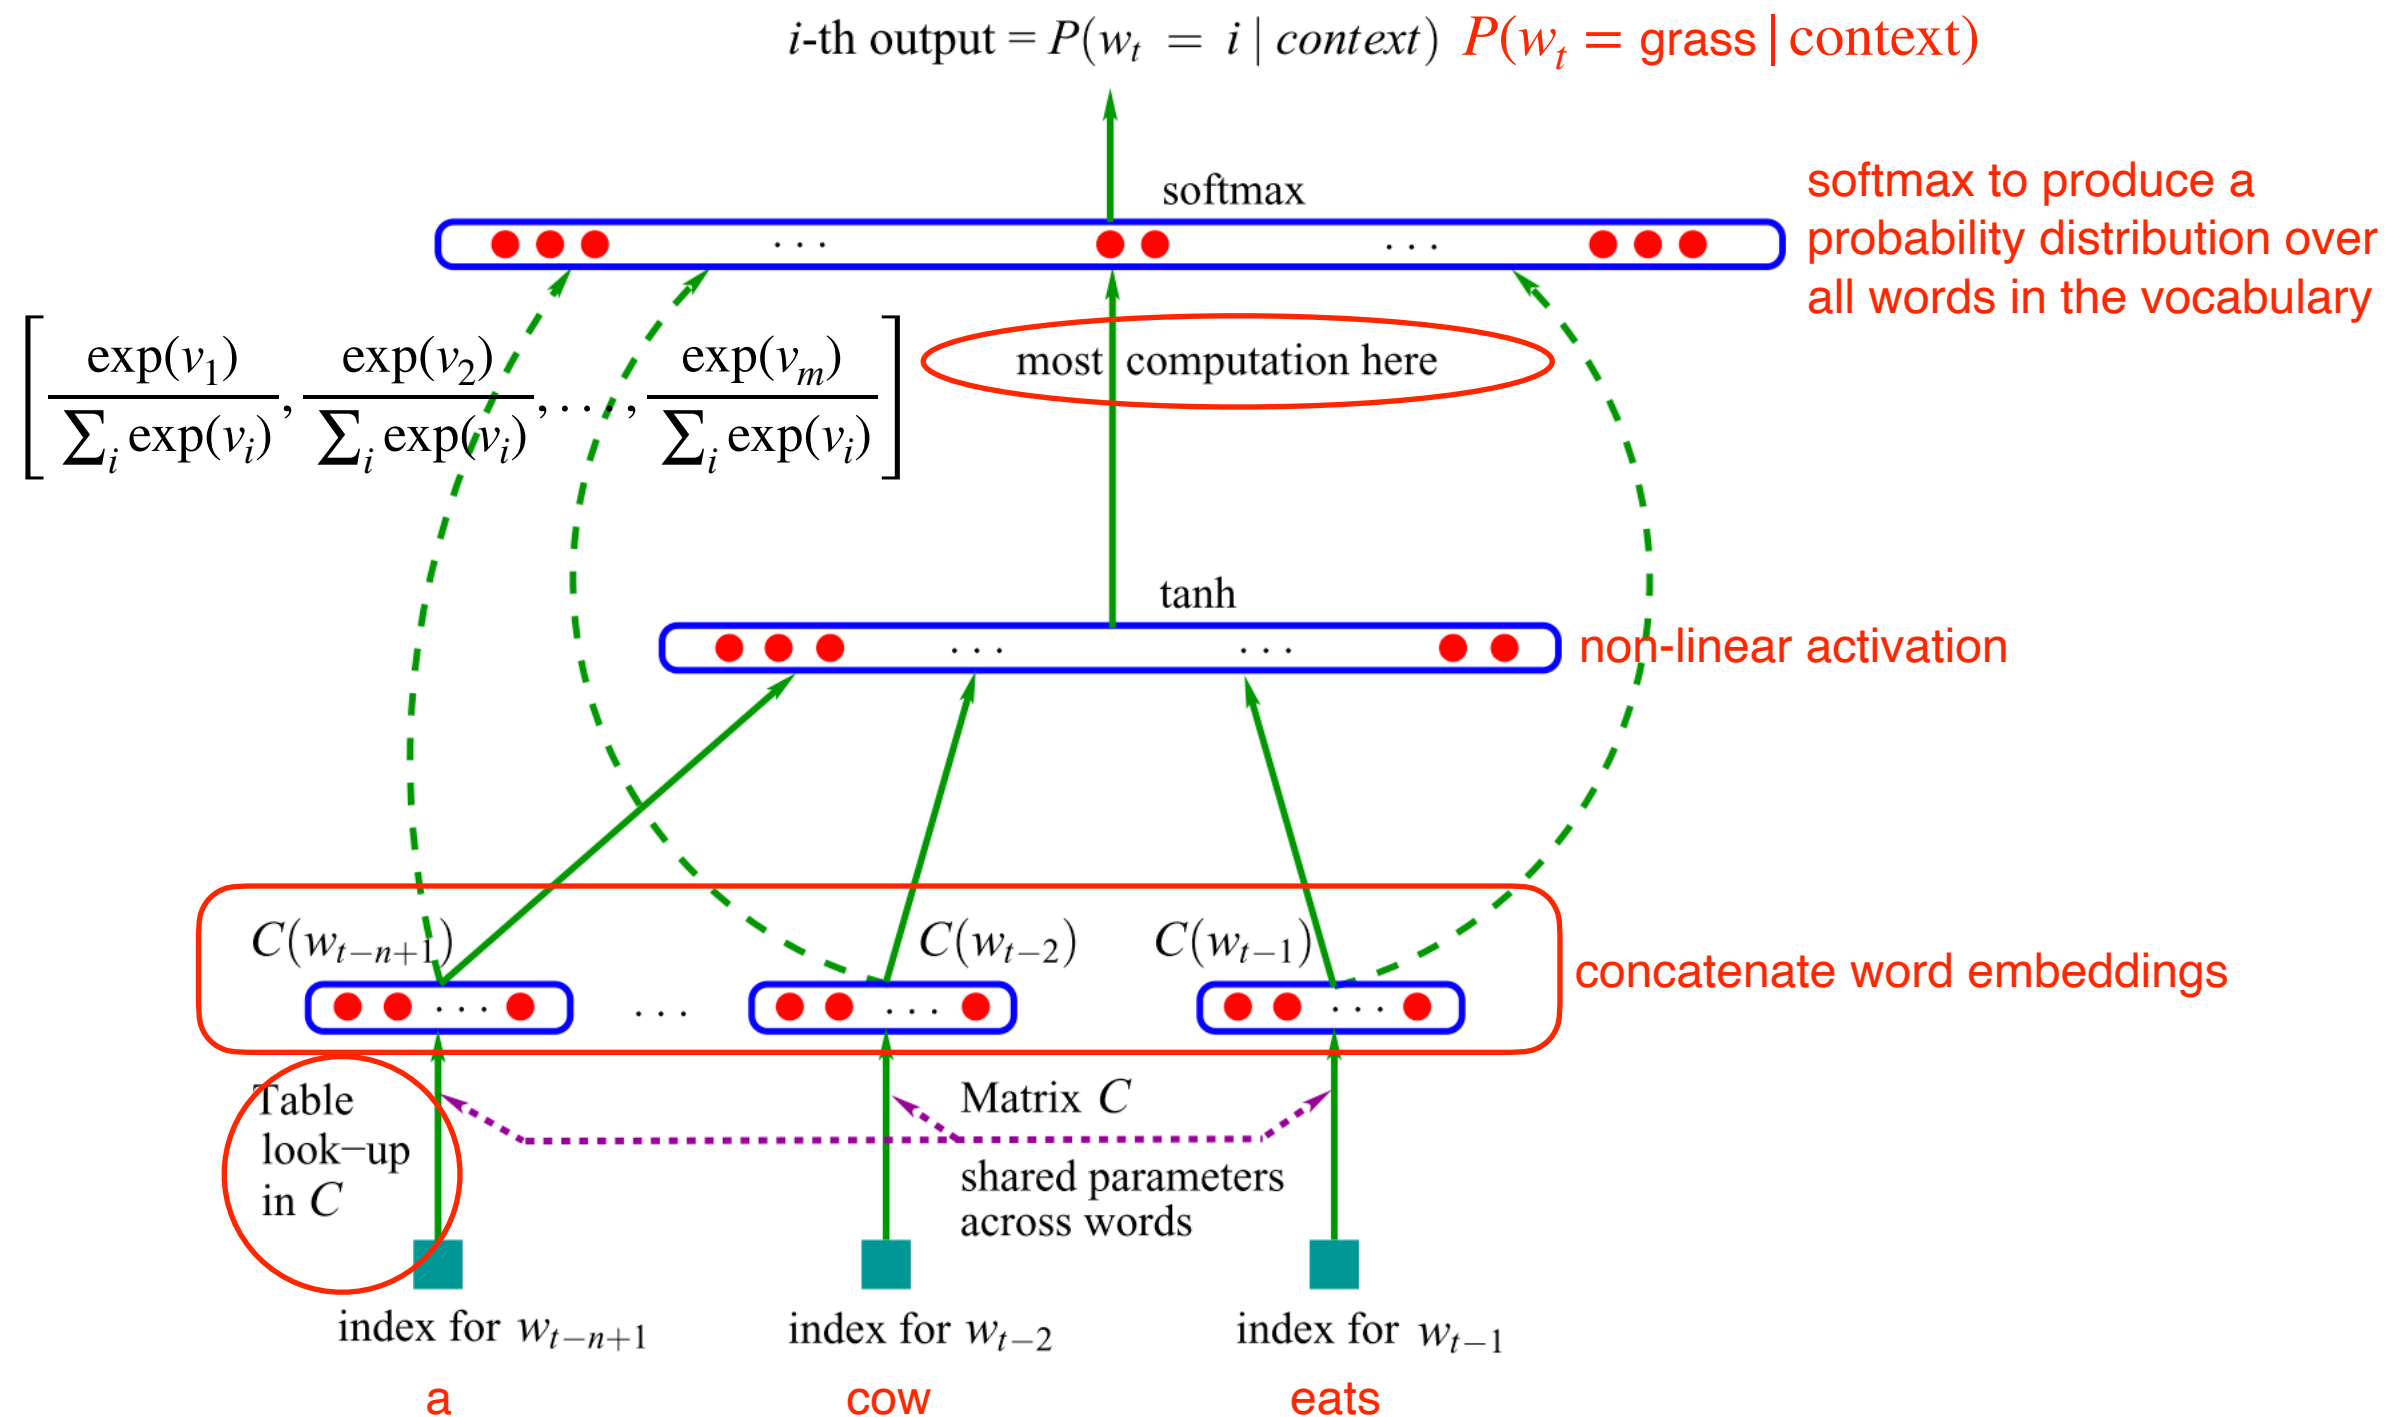 i-th output = P(w_t = i | context) P(w_t = grass | context)
softmax
softmax to produce a
probability distribution over
all words in the vocabulary
. . .
. . .
[ exp(v_1) / ∑_i exp(v_i) , exp(v_2) / ∑_i exp(v_i) , . . . , exp(v_m) / ∑_i exp(v_i) ]
most computation here
tanh
. . .
. . .
non-linear activation
C(w_{t−n+1})
C(w_{t−2})
C(w_{t−1})
. . .
. . .
. . .
. . .
concatenate word embeddings
Table
look−up
in C
Matrix C
shared parameters
across words
index for w_{t−n+1}
index for w_{t−2}
index for w_{t−1}
a
cow
eats